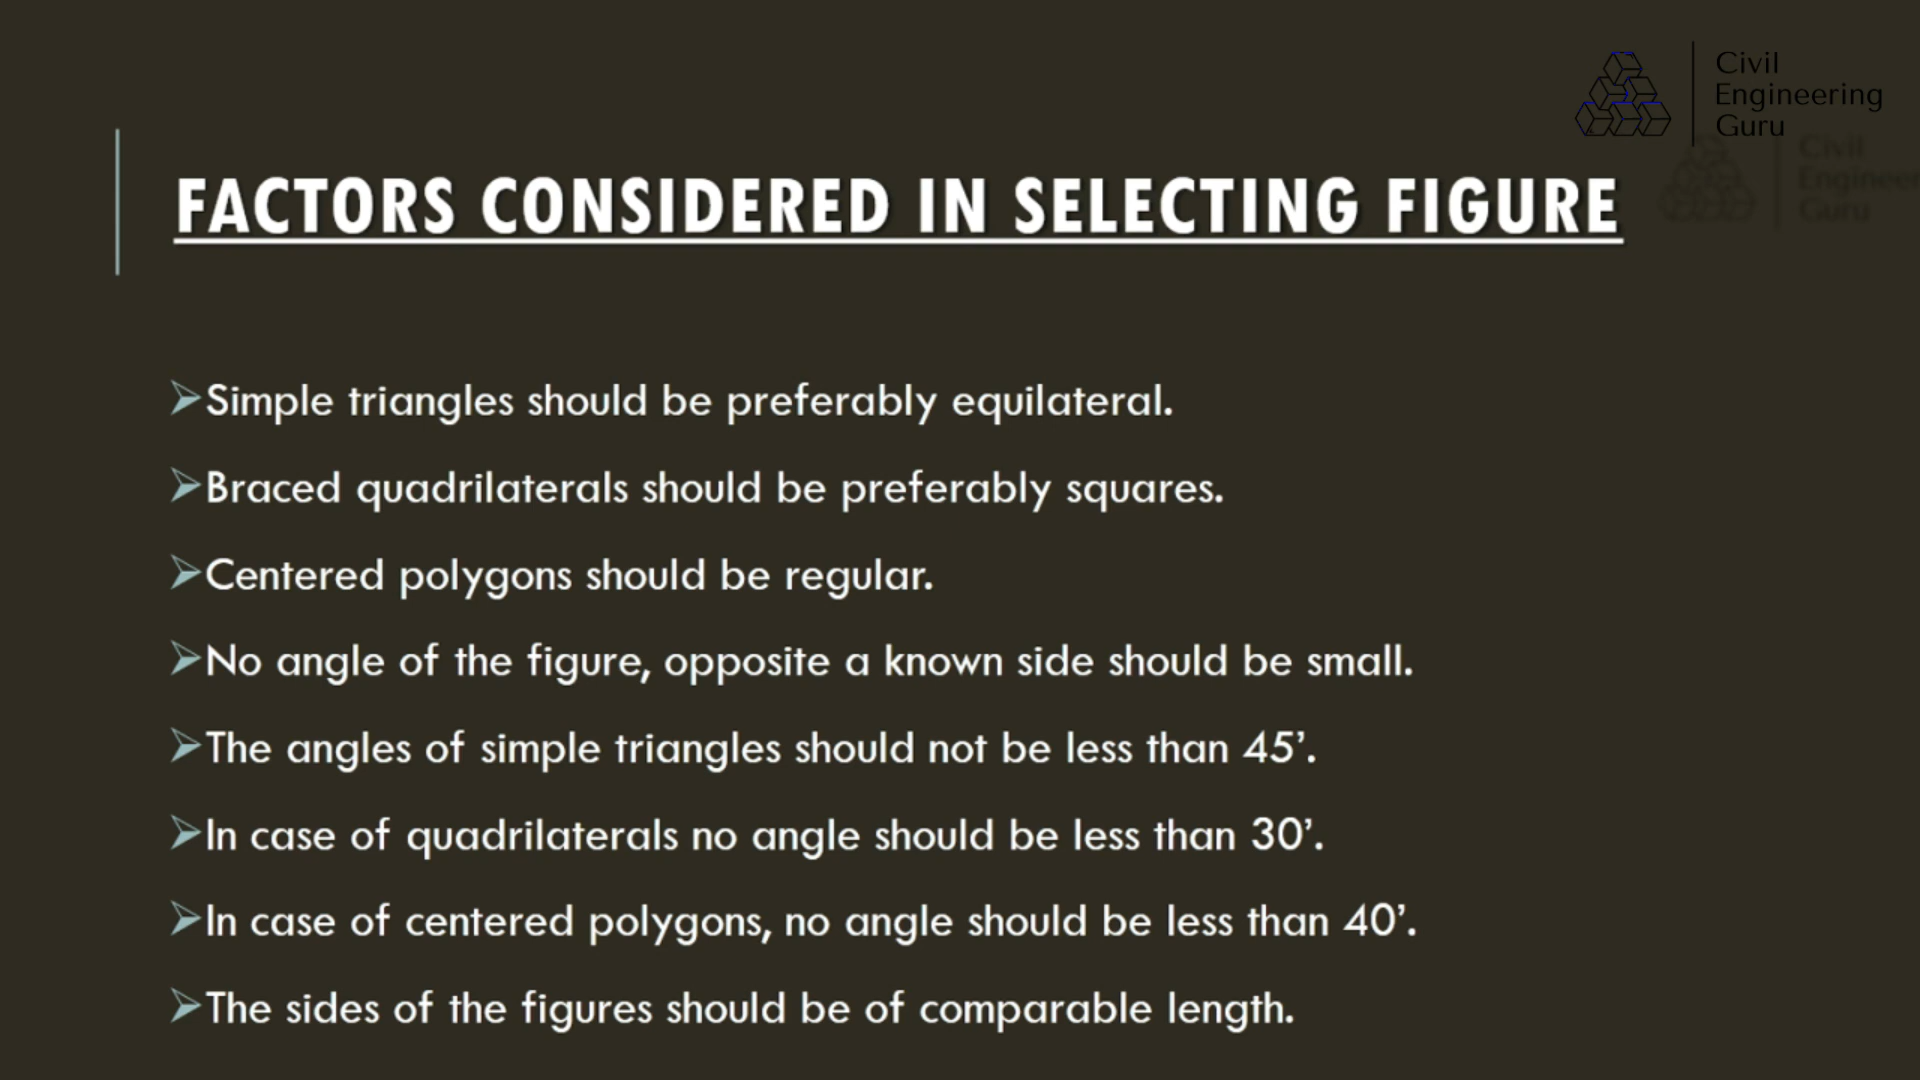 Civil
Engineering
Guru
Civil
Engineer
Guru
FACTORS CONSIDERED IN SELECTING FIGURE
➢Simple triangles should be preferably equilateral.
➢Braced quadrilaterals should be preferably squares.
➢Centered polygons should be regular.
➢No angle of the figure, opposite a known side should be small.
➢The angles of simple triangles should not be less than 45’.
➢In case of quadrilaterals no angle should be less than 30’.
➢In case of centered polygons, no angle should be less than 40’.
➢The sides of the figures should be of comparable length.